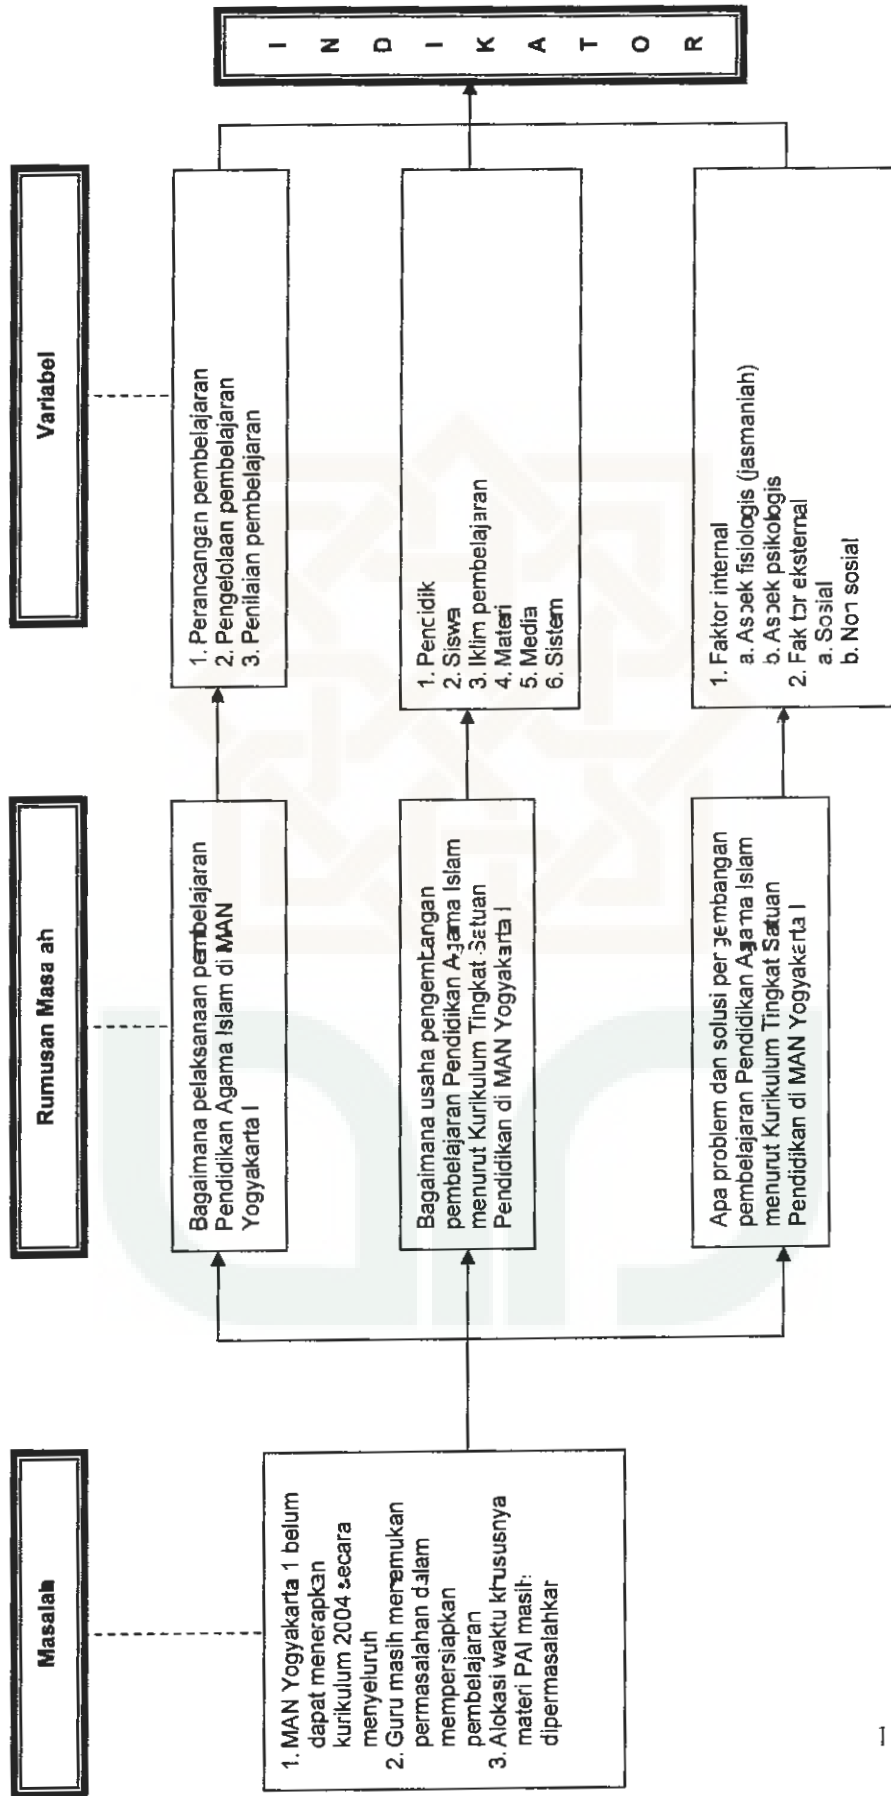 Masalah
Rumusan Masa ah
Variabel
1. MAN Yogyakarta 1 belum
dapat menerapkan
kurikulum 2004 secara
menyeluruh
2. Guru masih menemukan
permasalahan dalam
mempersiapkan
pembelajaran
3. Alokasi waktu khususnya
materi PAI masih
dipermasalahkar
Bagaimana pelaksanaan pembelajaran
Pendidikan Agama Islam di MAN
Yogyakarta I
Bagaimana usaha pengembangan
pembelajaran Pendidikan Agama Islam
menurut Kurikulum Tingkat Satuan
Pendidikan di MAN Yogyakarta I
Apa problem dan solusi pengembangan
pembelajaran Pendidikan Agama Islam
menurut Kurikulum Tingkat Satuan
Pendidikan di MAN Yogyakarta I
1. Perancangan pembelajaran
2. Pengelolaan pembelajaran
3. Penilaian pembelajaran
1. Pendidik
2. Siswa
3. Iklim pembelajaran
4. Materi
5. Media
6. Sistem
1. Faktor internal
a. Aspek fisiologis (jasmaniah)
b. Aspek psikologis
2. Faktor eksternal
a. Sosial
b. Non sosial
I
N
D
I
K
A
T
O
R